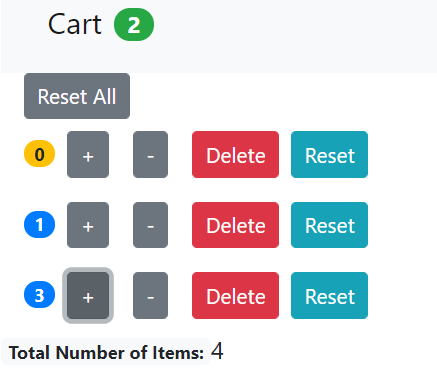 Cart 2
Reset All
0 + - Delete Reset
1 + - Delete Reset
3 + - Delete Reset
Total Number of Items: 4